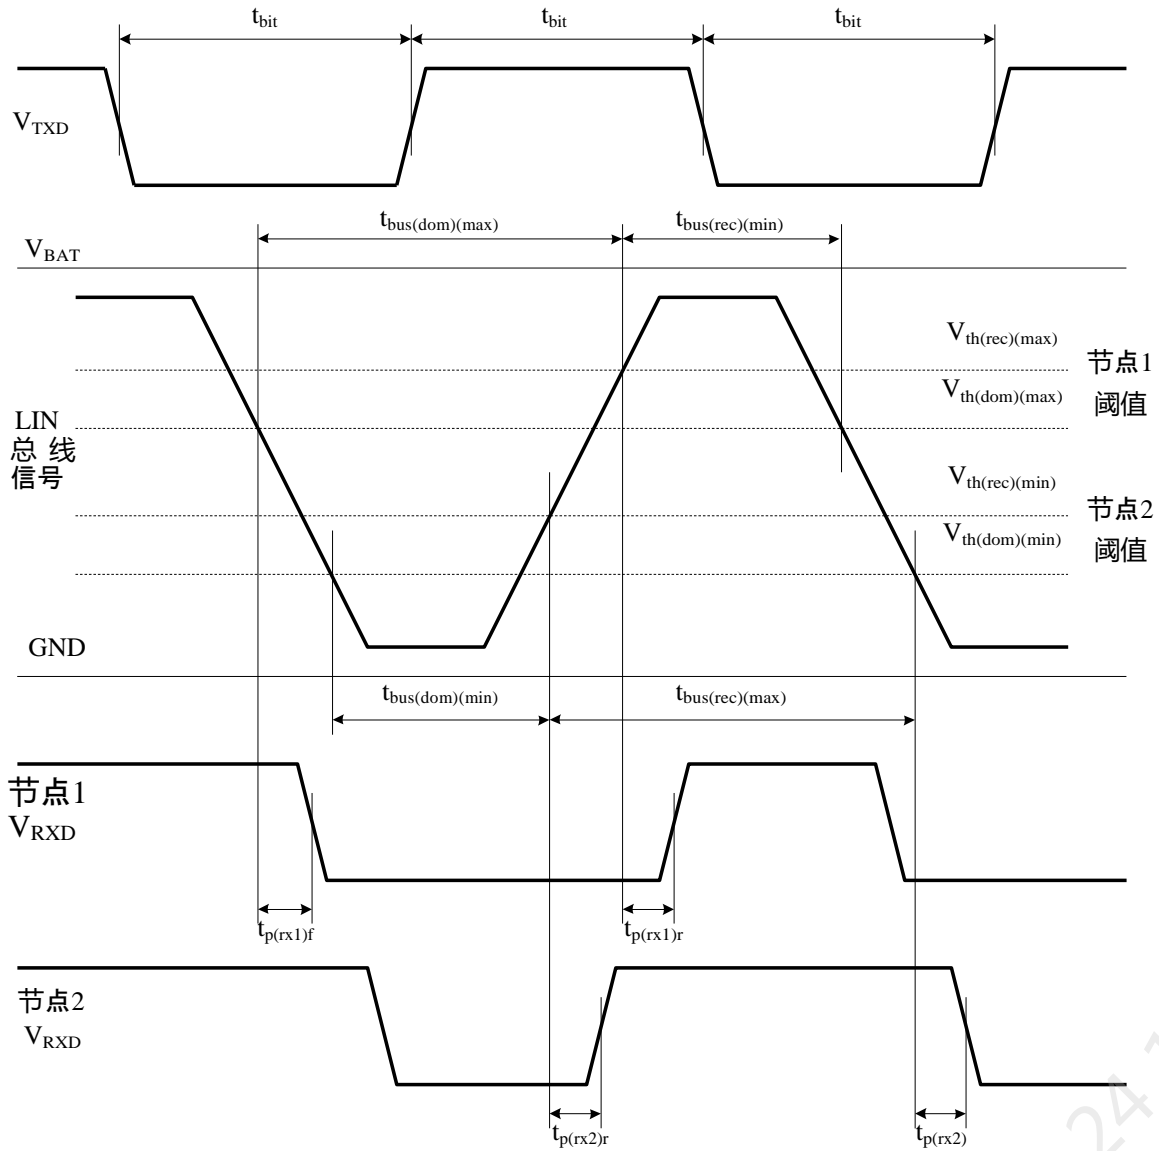 tbit tbit tbit
VTXD
tbus(dom)(max) tbus(rec)(min)
VBAT
Vth(rec)(max)
节点1
阈值
Vth(dom)(max)
LIN
总 线
信号
Vth(rec)(min)
节点2
阈值
Vth(dom)(min)
GND
tbus(dom)(min) tbus(rec)(max)
节点1
VRXD
tp(rx1)f tp(rx1)r
节点2
VRXD
tp(rx2)r tp(rx2)